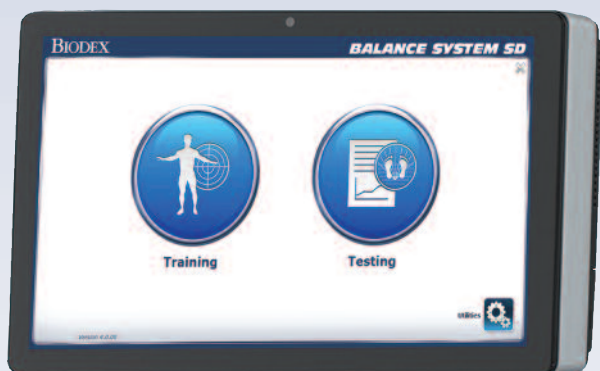 BIODEX
BALANCE SYSTEM SD
Training
Testing
Utilities